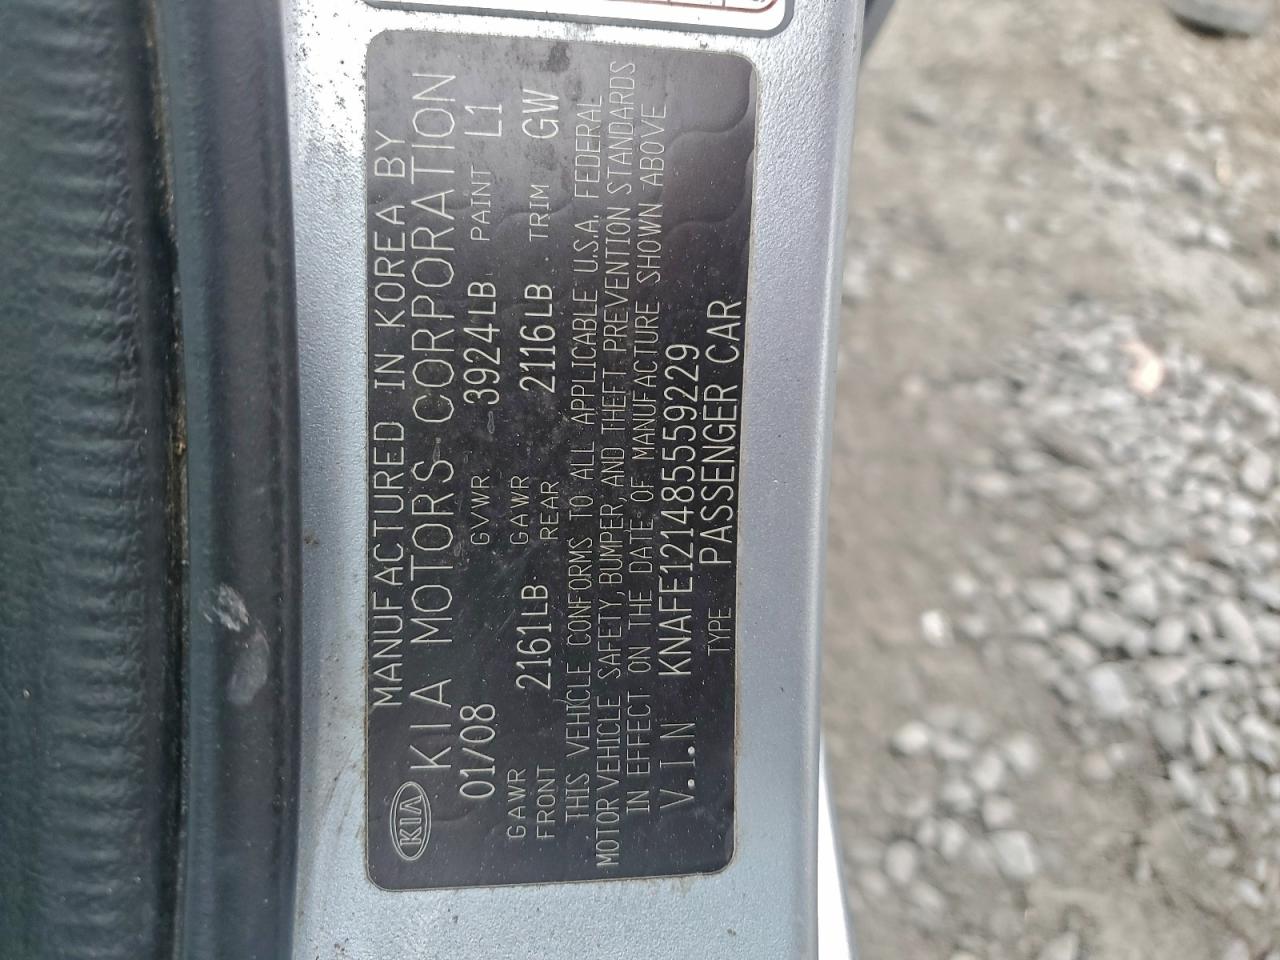 KIA
MANUFACTURED IN KOREA BY
KIA MOTORS CORPORATION
01/08 GVWR 3924LB PAINT L1
GAWR FRONT 2161LB GAWR REAR 2116LB TRIM GW
THIS VEHICLE CONFORMS TO ALL APPLICABLE U.S.A. FEDERAL
MOTOR VEHICLE SAFETY, BUMPER, AND THEFT PREVENTION STANDARDS
IN EFFECT ON THE DATE OF MANUFACTURE SHOWN ABOVE
V.I.N KNAFE121485559229
TYPE PASSENGER CAR